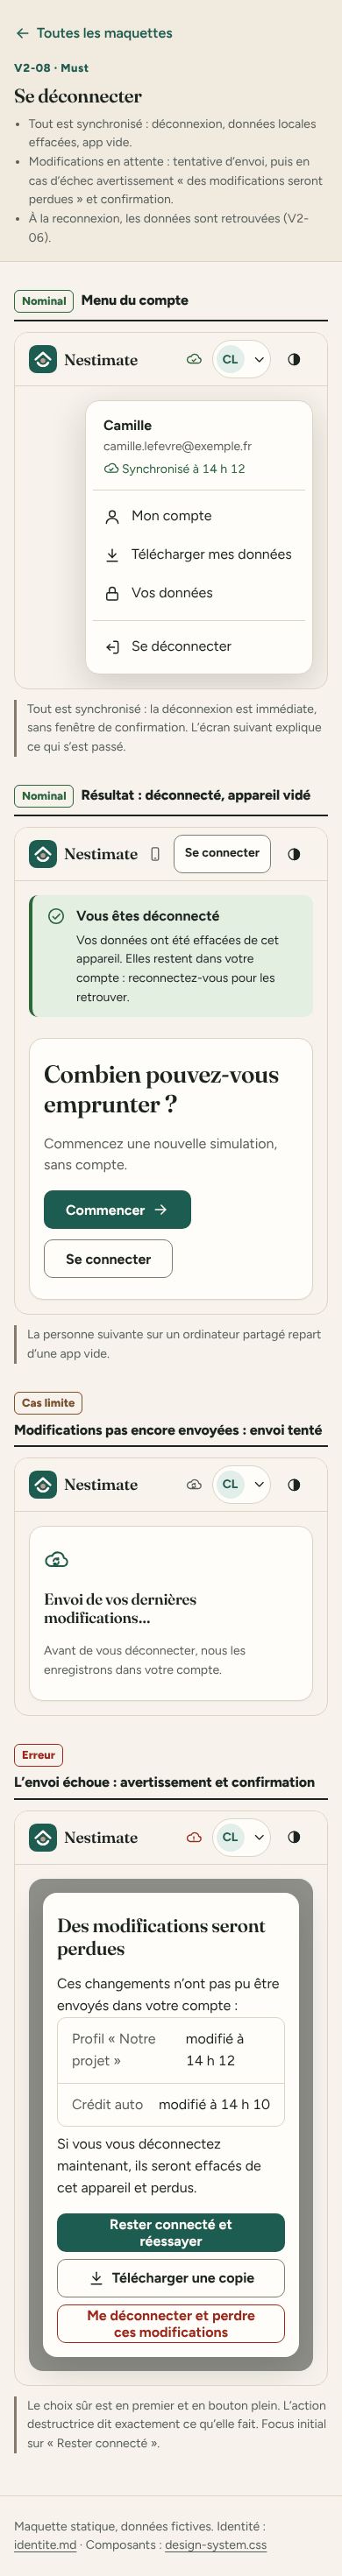 ← Toutes les maquettes
V2-08 · Must
Se déconnecter
• Tout est synchronisé : déconnexion, données locales
effacées, app vide.
• Modifications en attente : tentative d’envoi, puis en
cas d’échec avertissement « des modifications seront
perdues » et confirmation.
• À la reconnexion, les données sont retrouvées (V2-
06).
Nominal Menu du compte
Nestimate CL
Camille
camille.lefevre@exemple.fr
Synchronisé à 14 h 12
Mon compte
Télécharger mes données
Vos données
Se déconnecter
Tout est synchronisé : la déconnexion est immédiate,
sans fenêtre de confirmation. L’écran suivant explique
ce qui s’est passé.
Nominal Résultat : déconnecté, appareil vidé
Nestimate Se connecter
Vous êtes déconnecté
Vos données ont été effacées de cet
appareil. Elles restent dans votre
compte : reconnectez-vous pour les
retrouver.
Combien pouvez-vous
emprunter ?
Commencez une nouvelle simulation,
sans compte.
Commencer →
Se connecter
La personne suivante sur un ordinateur partagé repart
d’une app vide.
Cas limite
Modifications pas encore envoyées : envoi tenté
Nestimate CL
Envoi de vos dernières
modifications…
Avant de vous déconnecter, nous les
enregistrons dans votre compte.
Erreur
L’envoi échoue : avertissement et confirmation
Nestimate CL
Des modifications seront
perdues
Ces changements n’ont pas pu être
envoyés dans votre compte :
Profil « Notre projet » modifié à 14 h 12
Crédit auto modifié à 14 h 10
Si vous vous déconnectez
maintenant, ils seront effacés de
cet appareil et perdus.
Rester connecté et
réessayer
Télécharger une copie
Me déconnecter et perdre
ces modifications
Le choix sûr est en premier et en bouton plein. L’action
destructrice dit exactement ce qu’elle fait. Focus initial
sur « Rester connecté ».
Maquette statique, données fictives. Identité :
identite.md · Composants : design-system.css